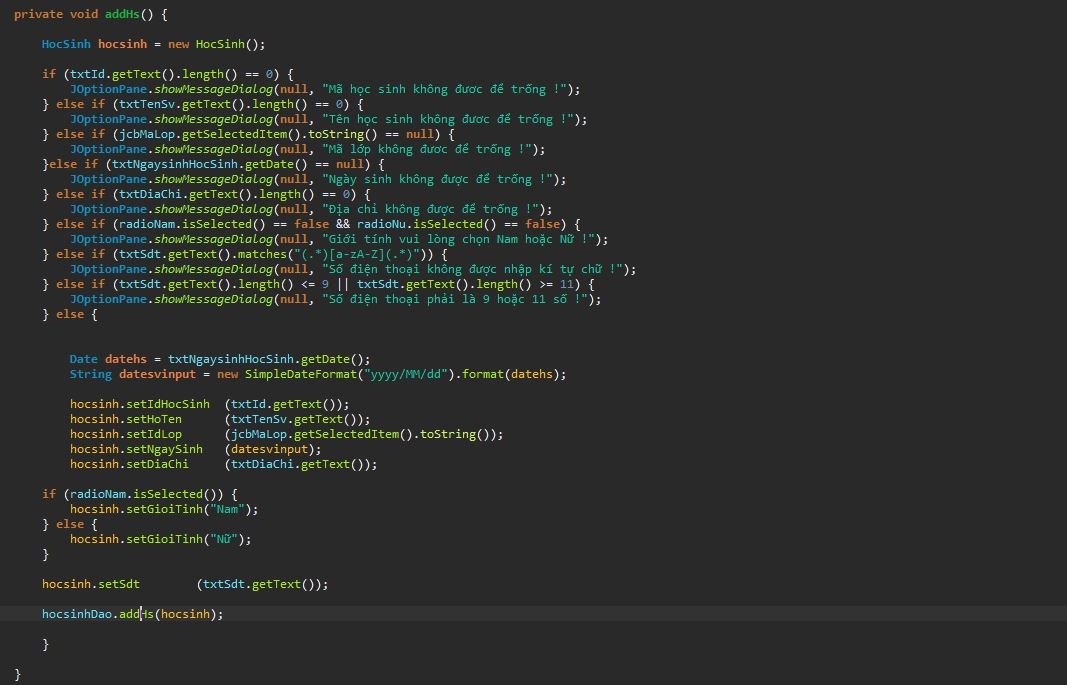 private void addHs() {
HocSinh hocsinh = new HocSinh();
if (txtId.getText().length() == 0) {
JOptionPane.showMessageDialog(null, "Mã học sinh không đươc để trống !");
} else if (txtTenSv.getText().length() == 0) {
JOptionPane.showMessageDialog(null, "Tên học sinh không đươc để trống !");
} else if (jcbMaLop.getSelectedItem().toString() == null) {
JOptionPane.showMessageDialog(null, "Mã lớp không đươc để trống !");
}else if (txtNgaysinhHocSinh.getDate() == null) {
JOptionPane.showMessageDialog(null, "Ngày sinh không được để trống !");
} else if (txtDiaChi.getText().length() == 0) {
JOptionPane.showMessageDialog(null, "Địa chi không được để trống !");
} else if (radioNam.isSelected() == false && radioNu.isSelected() == false) {
JOptionPane.showMessageDialog(null, "Giới tính vui lòng chọn Nam hoặc Nữ !");
} else if (txtSdt.getText().matches("(.*)[a-zA-Z](.*)")) {
JOptionPane.showMessageDialog(null, "Số điện thoại không được nhập kí tự chữ !");
} else if (txtSdt.getText().length() <= 9 || txtSdt.getText().length() >= 11) {
JOptionPane.showMessageDialog(null, "Số điện thoại phải là 9 hoặc 11 số !");
} else {
Date datehs = txtNgaysinhHocSinh.getDate();
String datesvinput = new SimpleDateFormat("yyyy/MM/dd").format(datehs);
hocsinh.setIdHocSinh (txtId.getText());
hocsinh.setHoTen (txtTenSv.getText());
hocsinh.setIdLop (jcbMaLop.getSelectedItem().toString());
hocsinh.setNgaySinh (datesvinput);
hocsinh.setDiaChi (txtDiaChi.getText());
if (radioNam.isSelected()) {
hocsinh.setGioiTinh("Nam");
} else {
hocsinh.setGioiTinh("Nữ");
}
hocsinh.setSdt (txtSdt.getText());
hocsinhDao.addHs(hocsinh);
}
}